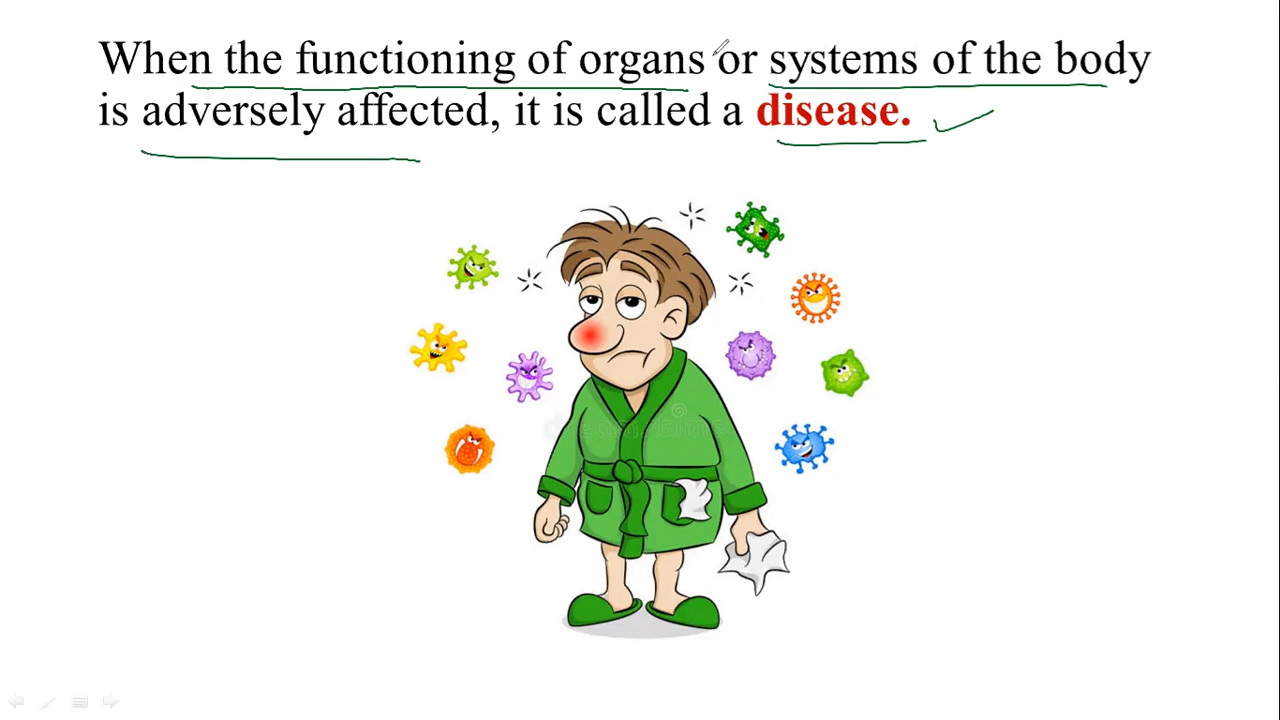 When the functioning of organs or systems of the body
is adversely affected, it is called a disease.